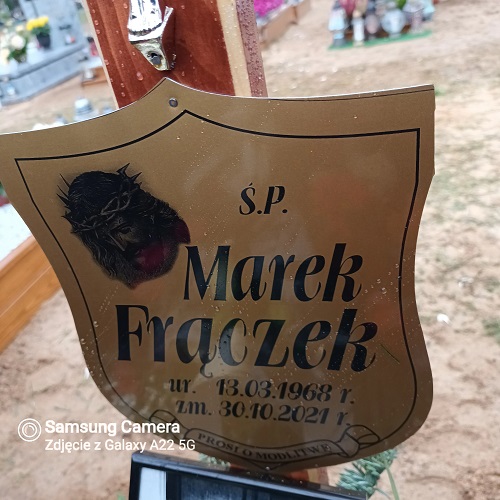 Ś.P.
Marek
Frączek
ur. 13.03.1968 r.
zm. 30.10.2021 r.
PROSI O MODLITWĘ
Samsung Camera
Zdjęcie z Galaxy A22 5G